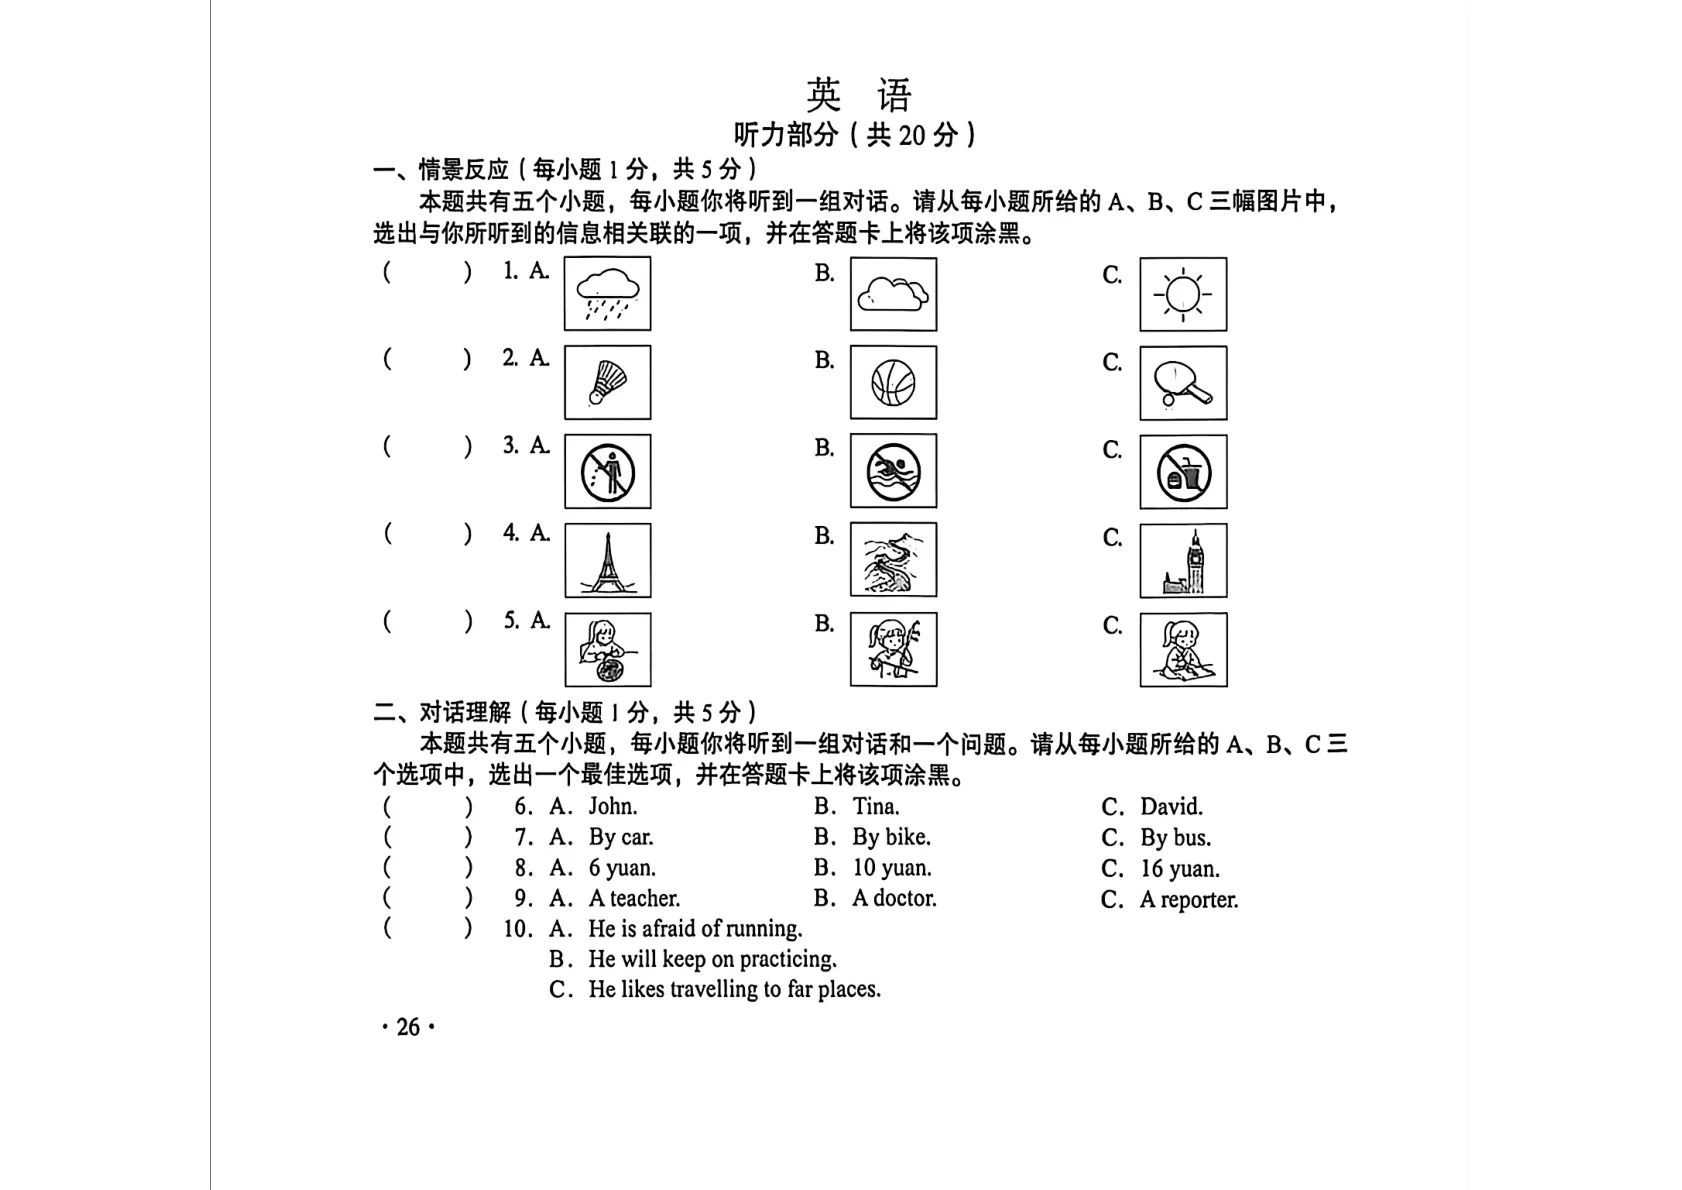 英 语
听力部分（共 20 分）
一、情景反应（每小题 1 分，共 5 分）
本题共有五个小题，每小题你将听到一组对话。请从每小题所给的 A、B、C 三幅图片中，
选出与你所听到的信息相关联的一项，并在答题卡上将该项涂黑。
( ) 1. A. B. C.
( ) 2. A. B. C.
( ) 3. A. B. C.
( ) 4. A. B. C.
( ) 5. A. B. C.
二、对话理解（每小题 1 分，共 5 分）
本题共有五个小题，每小题你将听到一组对话和一个问题。请从每小题所给的 A、B、C 三
个选项中，选出一个最佳选项，并在答题卡上将该项涂黑。
( ) 6. A. John. B. Tina. C. David.
( ) 7. A. By car. B. By bike. C. By bus.
( ) 8. A. 6 yuan. B. 10 yuan. C. 16 yuan.
( ) 9. A. A teacher. B. A doctor. C. A reporter.
( ) 10. A. He is afraid of running.
B. He will keep on practicing.
C. He likes travelling to far places.
·26·